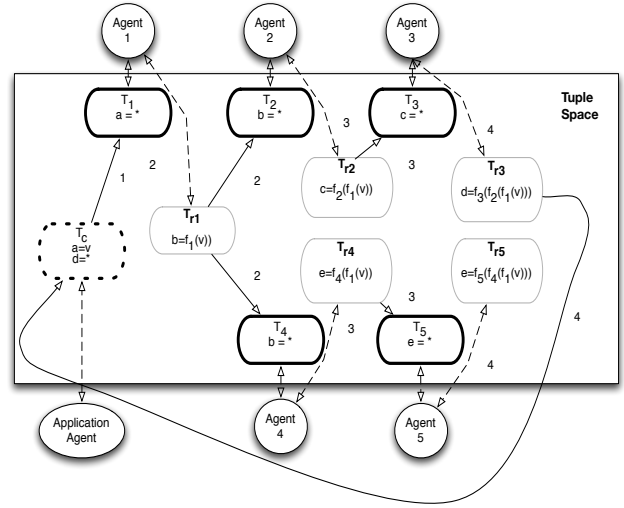 Agent
1
Agent
2
Agent
3
T1
a = *
T2
b = *
T3
c = *
Tuple
Space
3
4
1
2
2
3
Tr1
b=f1(v))
Tr2
c=f2(f1(v))
Tr3
d=f3(f2(f1(v)))
Tc
a=v
d=*
Tr4
e=f4(f1(v))
Tr5
e=f5(f4(f1(v)))
2
3
4
T4
b = *
3
T5
e = *
4
Application
Agent
Agent
4
Agent
5